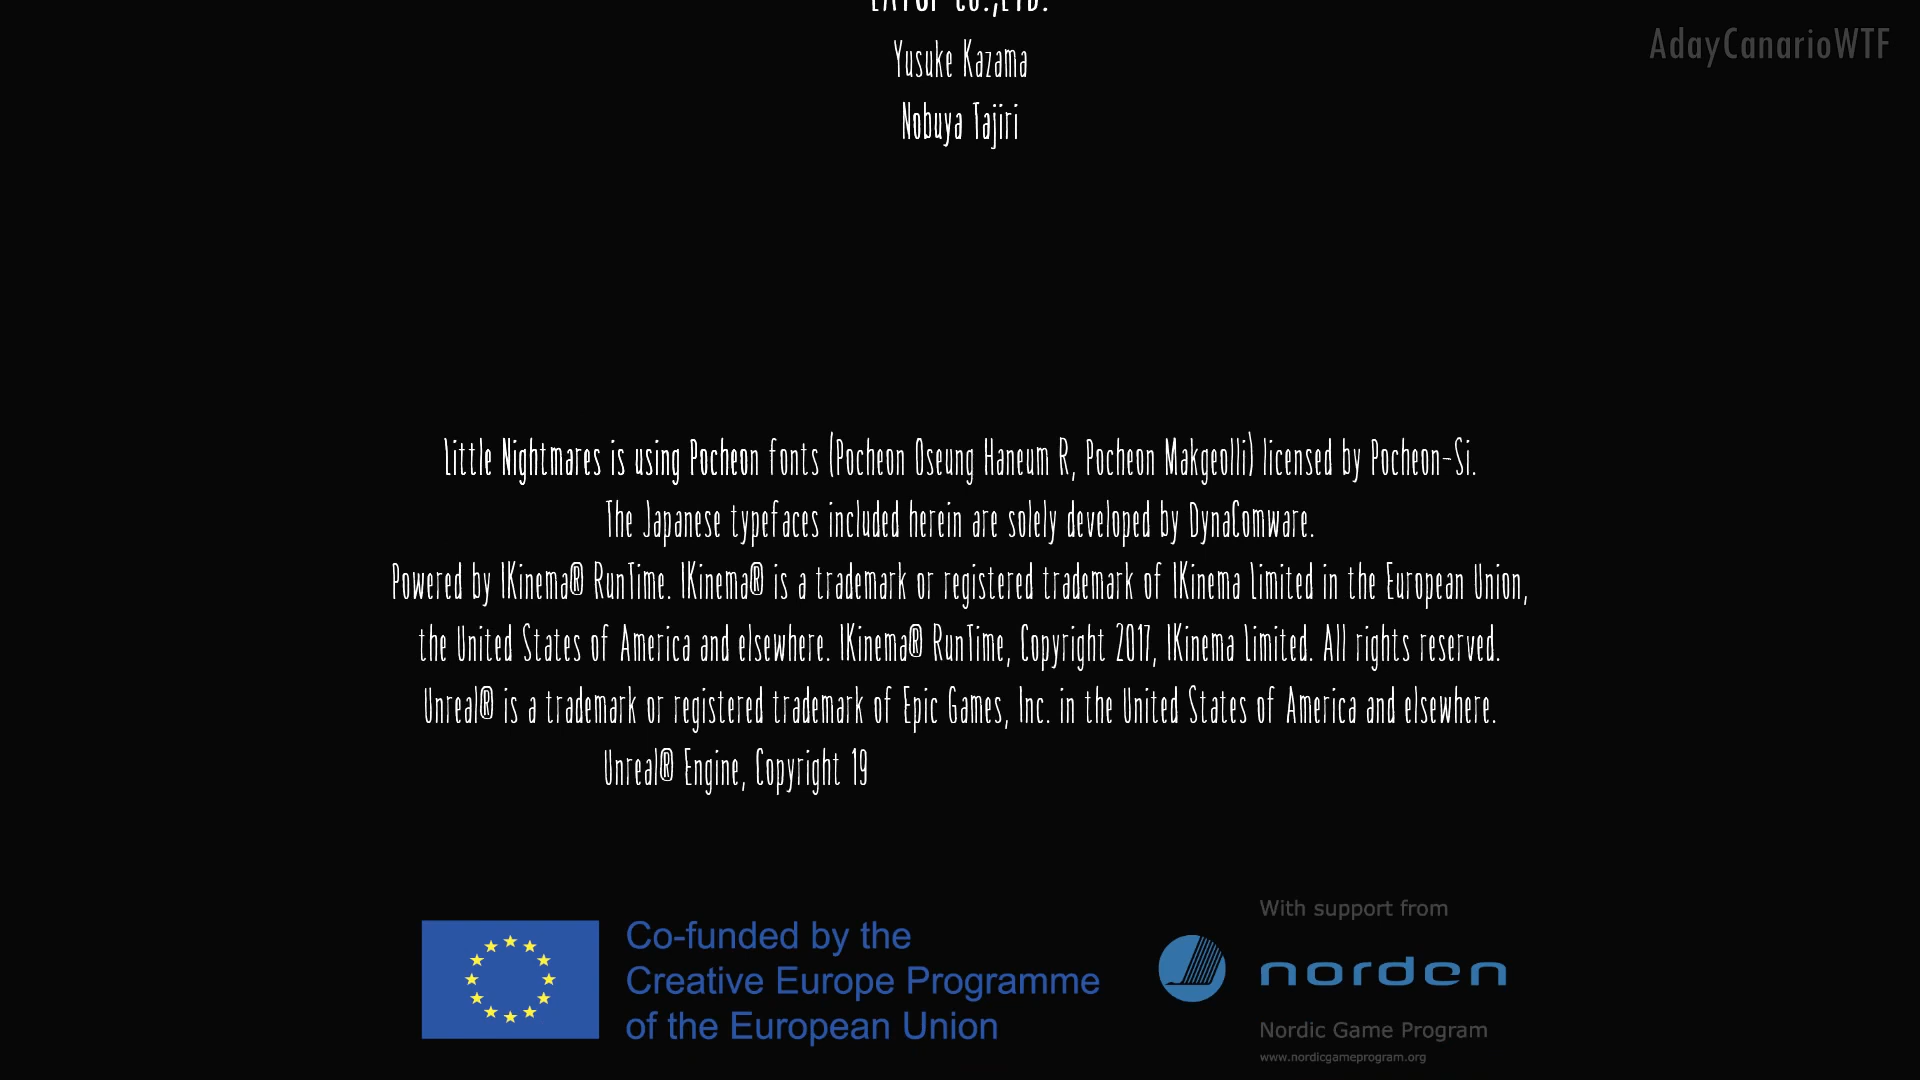 AdayCanarioWTF
Yusuke Kazama
Nobuya Tajiri
Little Nightmares is using Pocheon fonts (Pocheon Oseung Haneum R, Pocheon Makgeolli) licensed by Pocheon-Si.
The Japanese typefaces included herein are solely developed by DynaComware.
Powered by IKinema® RunTime. IKinema® is a trademark or registered trademark of IKinema Limited in the European Union,
the United States of America and elsewhere. IKinema® RunTime, Copyright 2017, IKinema Limited. All rights reserved.
Unreal® is a trademark or registered trademark of Epic Games, Inc. in the United States of America and elsewhere.
Unreal® Engine, Copyright 19
Co-funded by the
Creative Europe Programme
of the European Union
With support from
norden
Nordic Game Program
www.nordicgameprogram.org